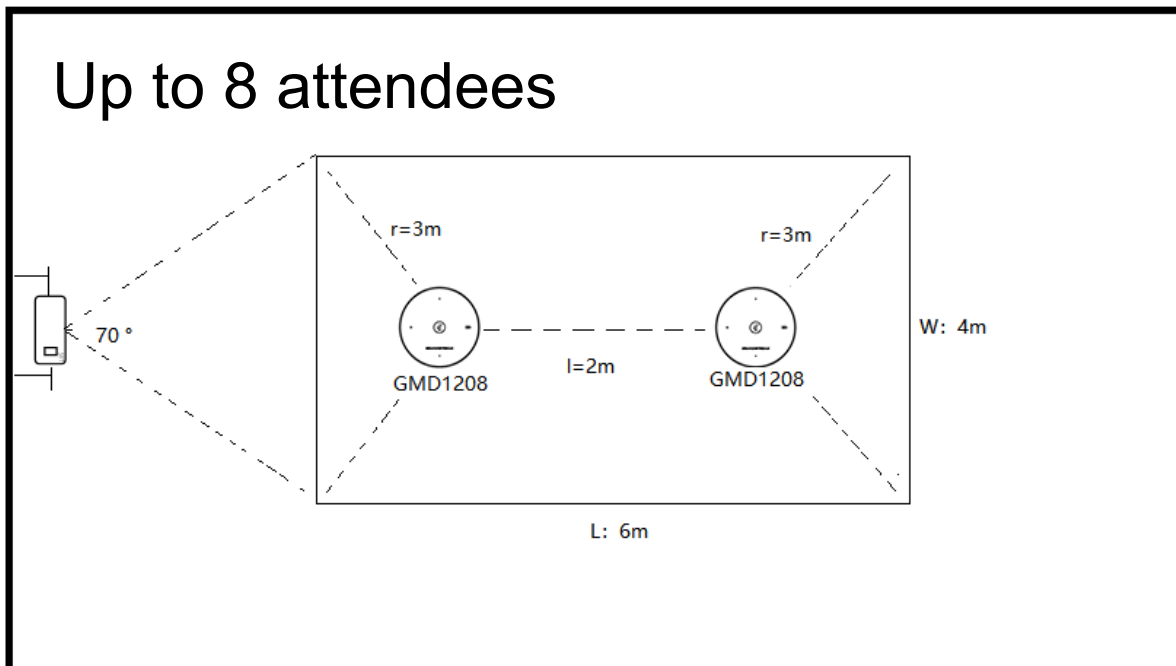 Up to 8 attendees
r=3m
r=3m
70 °
W: 4m
l=2m
GMD1208
GMD1208
L: 6m